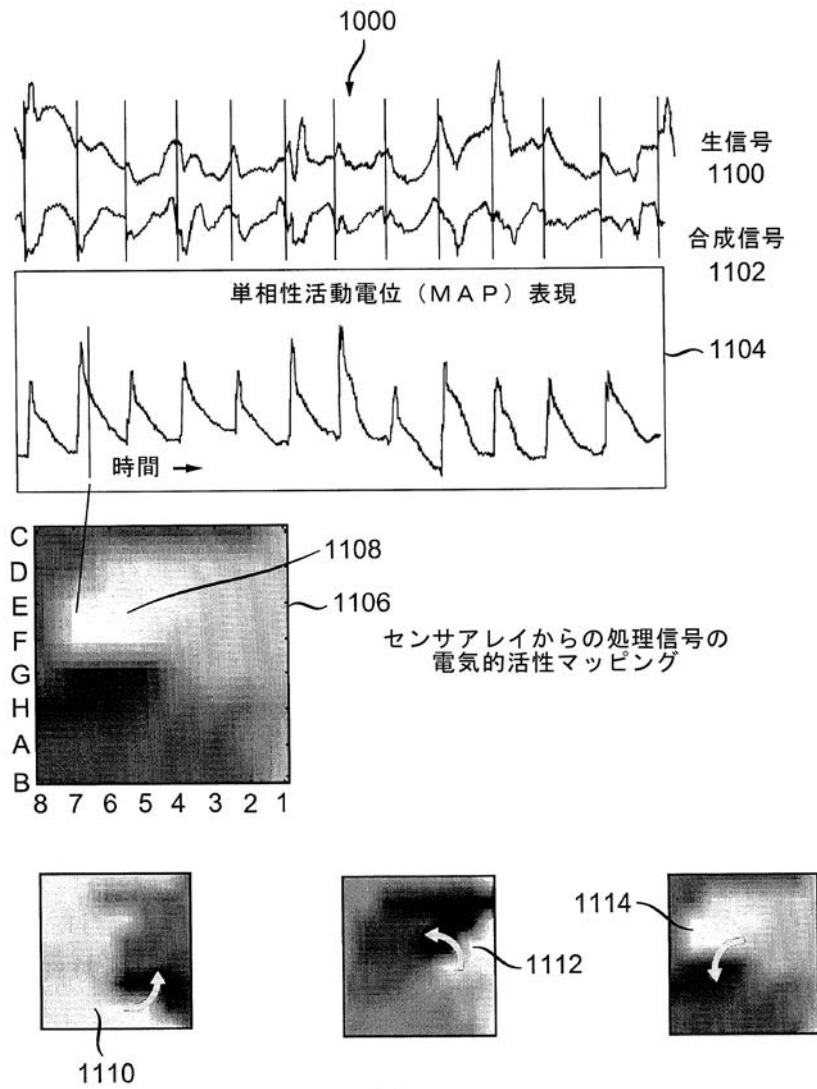 1000
生信号
1100
合成信号
1102
単相性活動電位（ＭＡＰ）表現
1104
時間 →
C
D
E
F
G
H
A
B
8 7 6 5 4 3 2 1
1108
1106
センサアレイからの処理信号の
電気的活性マッピング
1110
1112
1114